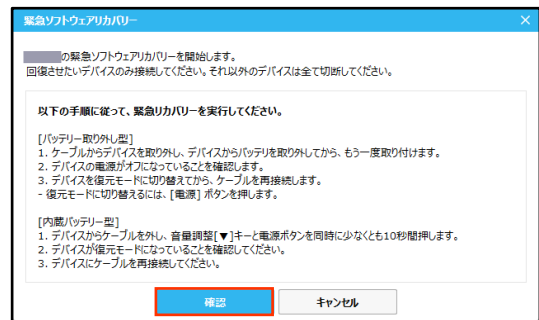 緊急ソフトウェアリカバリー
の緊急ソフトウェアリカバリーを開始します。
回復させたいデバイスのみ接続してください。それ以外のデバイスは全て切断してください。
以下の手順に従って、緊急リカバリーを実行してください。
[バッテリー取り外し型]
1. ケーブルからデバイスを取り外し、デバイスからバッテリを取り外してから、もう一度取り付けます。
2. デバイスの電源がオフになっていることを確認します。
3. デバイスを復元モードに切り替えてから、ケーブルを再接続します。
- 復元モードに切り替えるには、[電源] ボタンを押します。
[内蔵バッテリー型]
1. デバイスからケーブルを外し、音量調整[▼]キーと電源ボタンを同時に少なくとも10秒間押します。
2. デバイスが復元モードになっていることを確認してください。
3. デバイスにケーブルを再接続してください。
確認
キャンセル